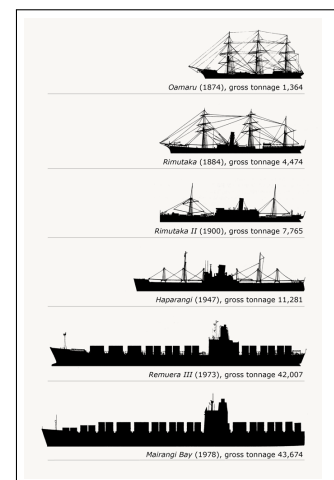 Oamaru (1874), gross tonnage 1,364
Rimutaka (1884), gross tonnage 4,474
Rimutaka II (1900), gross tonnage 7,765
Haparangi (1947), gross tonnage 11,281
Remuera III (1973), gross tonnage 42,007
Mairangi Bay (1978), gross tonnage 43,674